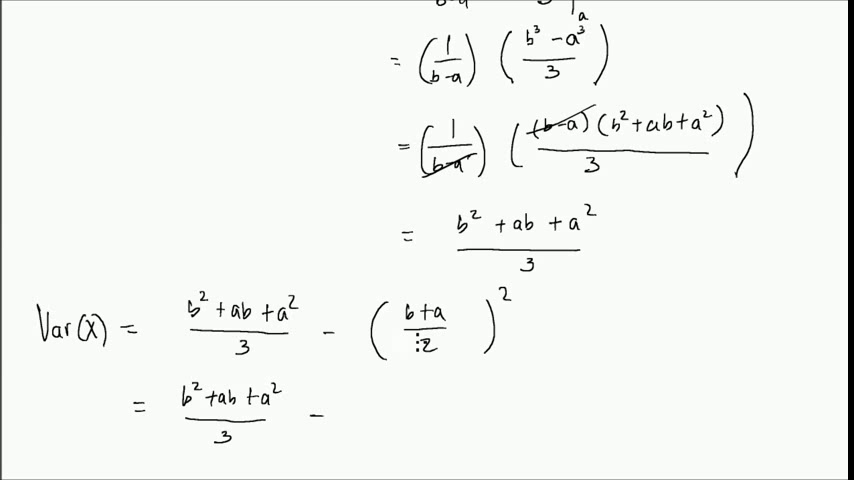 = (1/(b-a)) ((b³ - a³)/3)
= (1/(b-a)) ((b-a)(b² + ab + a²)/3)
= (b² + ab + a²)/3
Var(X) = (b² + ab + a²)/3 - ((b+a)/2)²
= (b² + ab + a²)/3 -